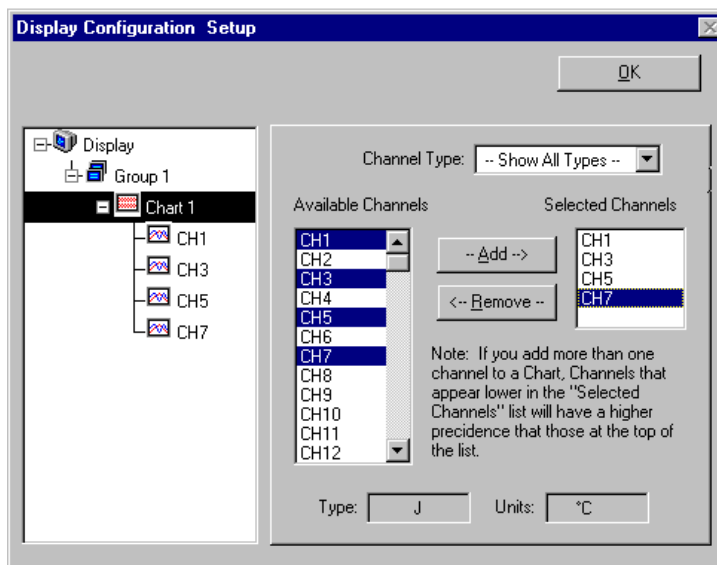 Display Configuration  Setup
OK
Display
Group 1
Chart 1
CH1
CH3
CH5
CH7
Channel Type:
-- Show All Types --
Available Channels
CH1
CH2
CH3
CH4
CH5
CH6
CH7
CH8
CH9
CH10
CH11
CH12
-- Add -->
<-- Remove --
Selected Channels
CH1
CH3
CH5
CH7
Note:  If you add more than one
channel to a Chart, Channels that
appear lower in the "Selected
Channels" list will have a higher
precidence that those at the top of
the list.
Type:
J
Units:
°C